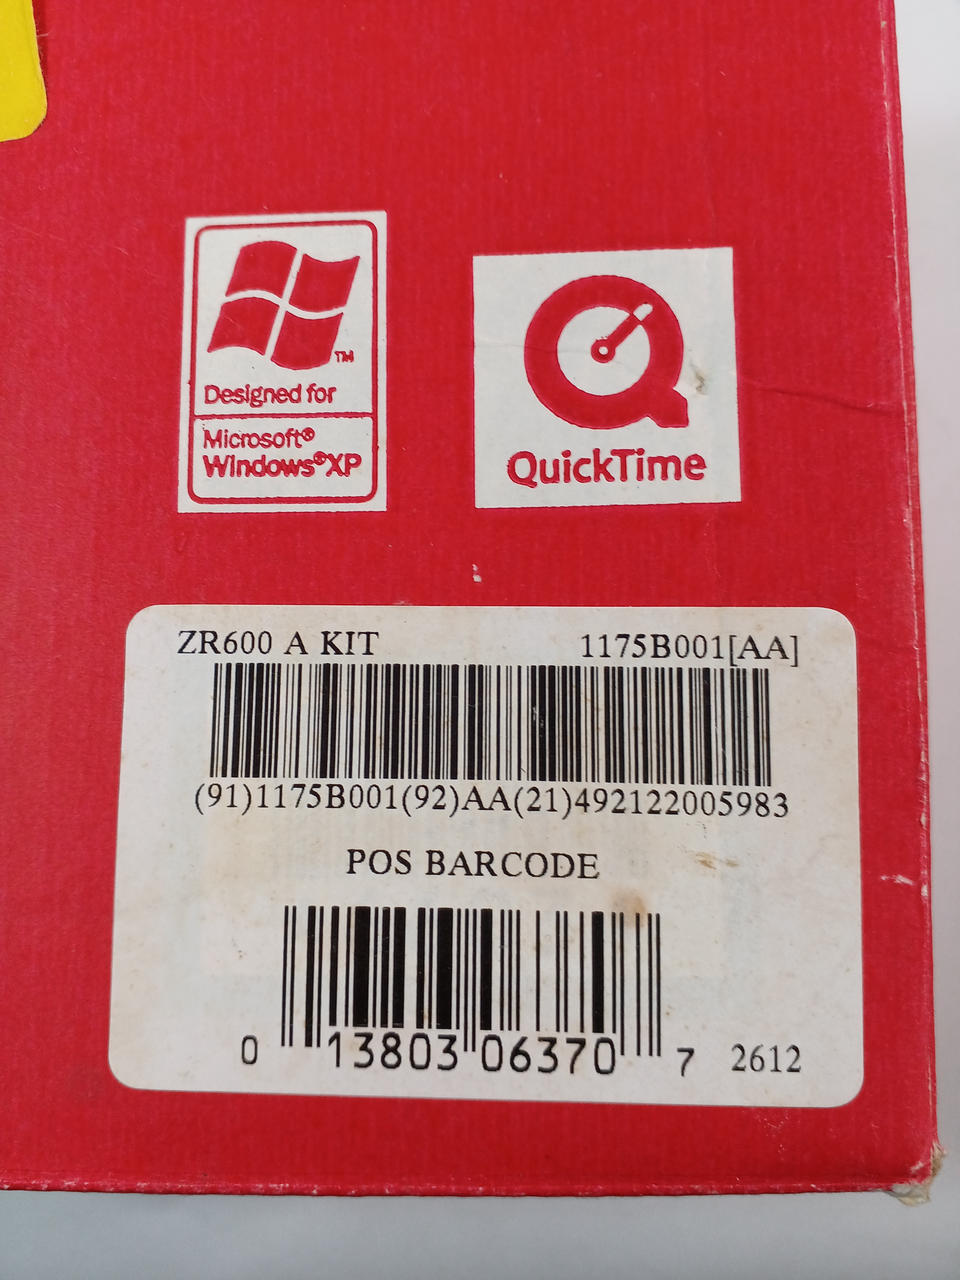 TM
Designed for
Microsoft®
Windows®XP
QuickTime
ZR600 A KIT 1175B001[AA]
(91)1175B001(92)AA(21)492122005983
POS BARCODE
0 13803 06370 7 2612